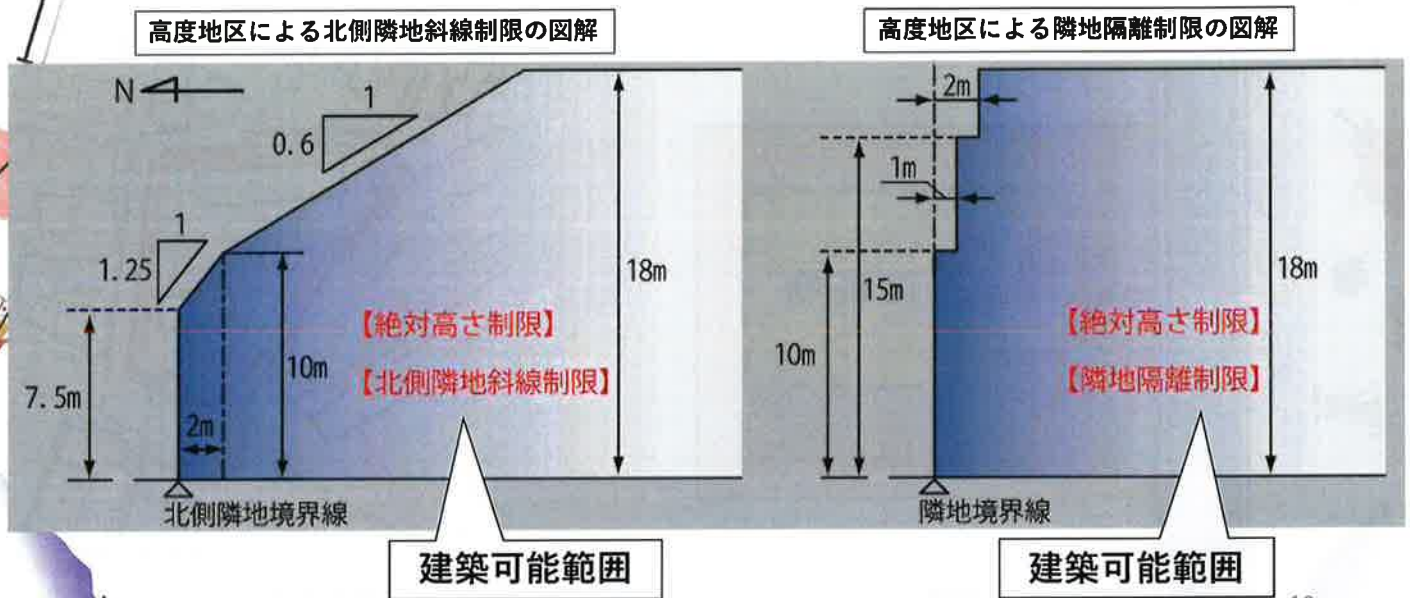 高度地区による北側隣地斜線制限の図解
N
1
0.6
1
1.25
18m
【絶対高さ制限】
10m
【北側隣地斜線制限】
7.5m
2m
北側隣地境界線
建築可能範囲
高度地区による隣地隔離制限の図解
2m
1m
18m
15m
【絶対高さ制限】
10m
【隣地隔離制限】
隣地境界線
建築可能範囲